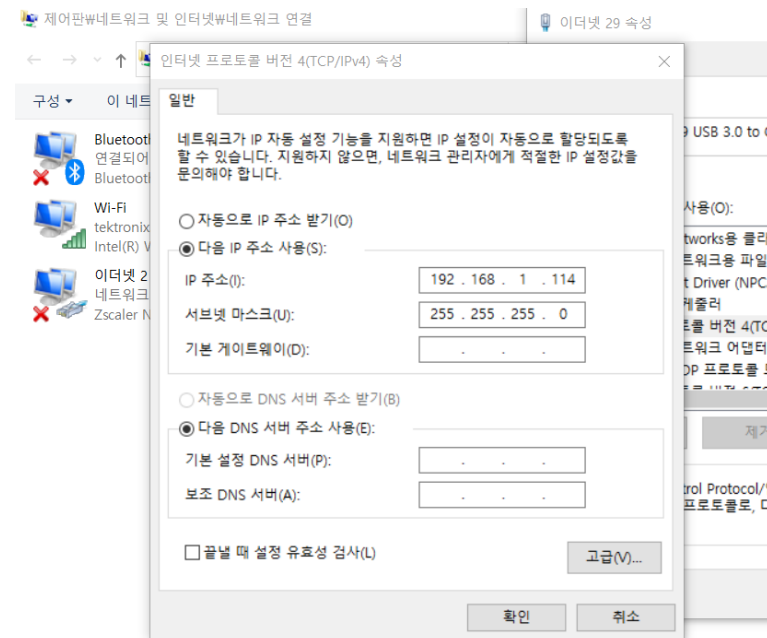 제어판₩네트워크 및 인터넷₩네트워크 연결
이더넷 29 속성
인터넷 프로토콜 버전 4(TCP/IPv4) 속성
구성
이 네트
일반
네트워크가 IP 자동 설정 기능을 지원하면 IP 설정이 자동으로 할당되도록
할 수 있습니다. 지원하지 않으면, 네트워크 관리자에게 적절한 IP 설정값을
문의해야 합니다.
자동으로 IP 주소 받기(O)
다음 IP 주소 사용(S):
IP 주소(I):
192 . 168 . 1 . 114
서브넷 마스크(U):
255 . 255 . 255 . 0
기본 게이트웨이(D):
. . .
자동으로 DNS 서버 주소 받기(B)
다음 DNS 서버 주소 사용(E):
기본 설정 DNS 서버(P):
. . .
보조 DNS 서버(A):
. . .
끝낼 때 설정 유효성 검사(L)
고급(V)...
확인
취소
Bluetooth
연결되어
Bluetooth
Wi-Fi
tektronix
Intel(R) W
이더넷 2
네트워크
Zscaler N
9 USB 3.0 to G
사용(O):
tworks용 클라
트워크용 파일
t Driver (NPC
케줄러
토콜 버전 4(TC
트워크 어댑터
DP 프로토콜
제거
trol Protocol/
프로토콜로,